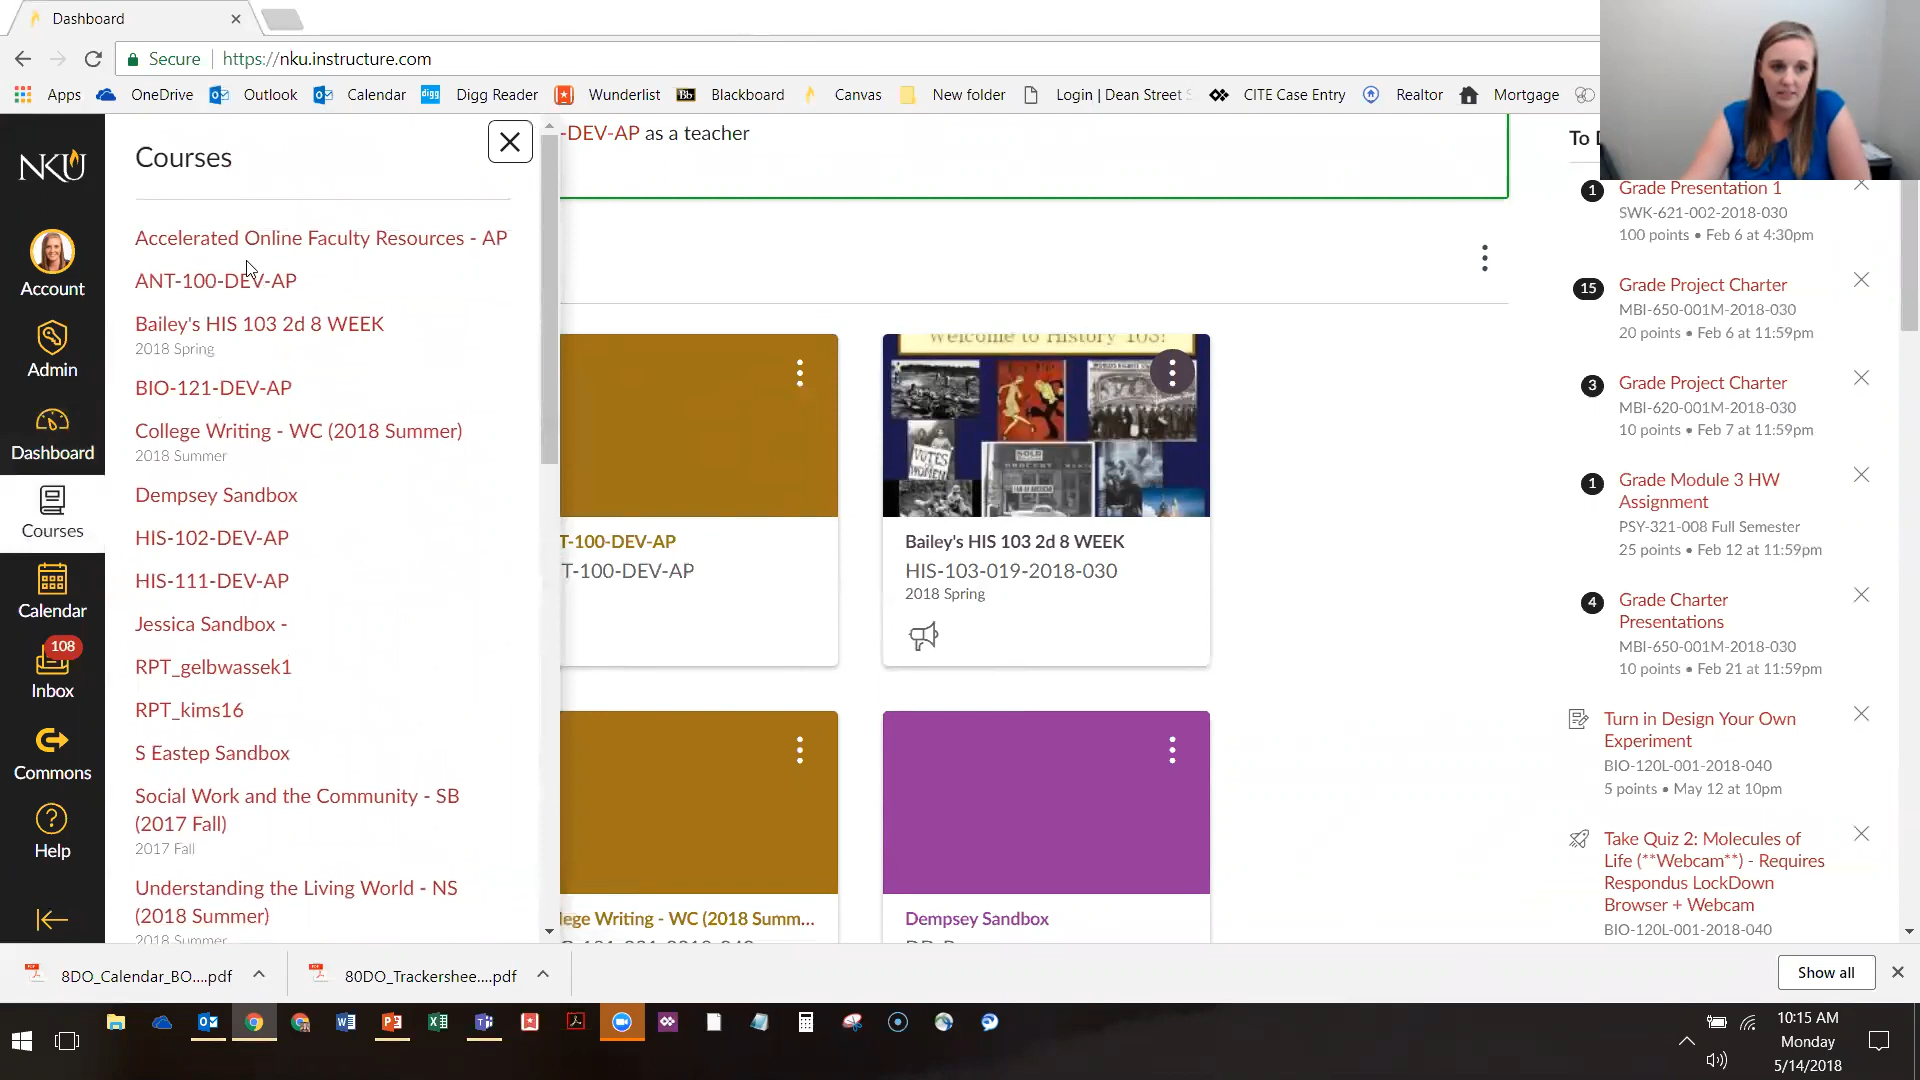 Dashboard
Secure
https://nku.instructure.com
Apps
OneDrive
Outlook
Calendar
digg
Digg Reader
Wunderlist
Bb
Blackboard
Canvas
New folder
Login | Dean Street
CITE Case Entry
Realtor
Mortgage
NKU
Account
Admin
Dashboard
Courses
Calendar
108
Inbox
Commons
Help
Courses
Accelerated Online Faculty Resources - AP
ANT-100-DEV-AP
Bailey's HIS 103 2d 8 WEEK
2018 Spring
BIO-121-DEV-AP
College Writing - WC (2018 Summer)
2018 Summer
Dempsey Sandbox
HIS-102-DEV-AP
HIS-111-DEV-AP
Jessica Sandbox -
RPT_gelbwassek1
RPT_kims16
S Eastep Sandbox
Social Work and the Community - SB
(2017 Fall)
2017 Fall
Understanding the Living World - NS
(2018 Summer)
2018 Summer
-DEV-AP as a teacher
T-100-DEV-AP
T-100-DEV-AP
Welcome to History 103!
VOTES
WOMEN
Bailey's HIS 103 2d 8 WEEK
HIS-103-019-2018-030
2018 Spring
lege Writing - WC (2018 Summ...
Dempsey Sandbox
To D
1
Grade Presentation 1
SWK-621-002-2018-030
100 points • Feb 6 at 4:30pm
15
Grade Project Charter
MBI-650-001M-2018-030
20 points • Feb 6 at 11:59pm
3
Grade Project Charter
MBI-620-001M-2018-030
10 points • Feb 7 at 11:59pm
1
Grade Module 3 HW
Assignment
PSY-321-008 Full Semester
25 points • Feb 12 at 11:59pm
4
Grade Charter
Presentations
MBI-650-001M-2018-030
10 points • Feb 21 at 11:59pm
Turn in Design Your Own
Experiment
BIO-120L-001-2018-040
5 points • May 12 at 10pm
Take Quiz 2: Molecules of
Life (**Webcam**) - Requires
Respondus LockDown
Browser + Webcam
BIO-120L-001-2018-040
8DO_Calendar_BO....pdf
80DO_Trackershee....pdf
Show all
10:15 AM
Monday
5/14/2018